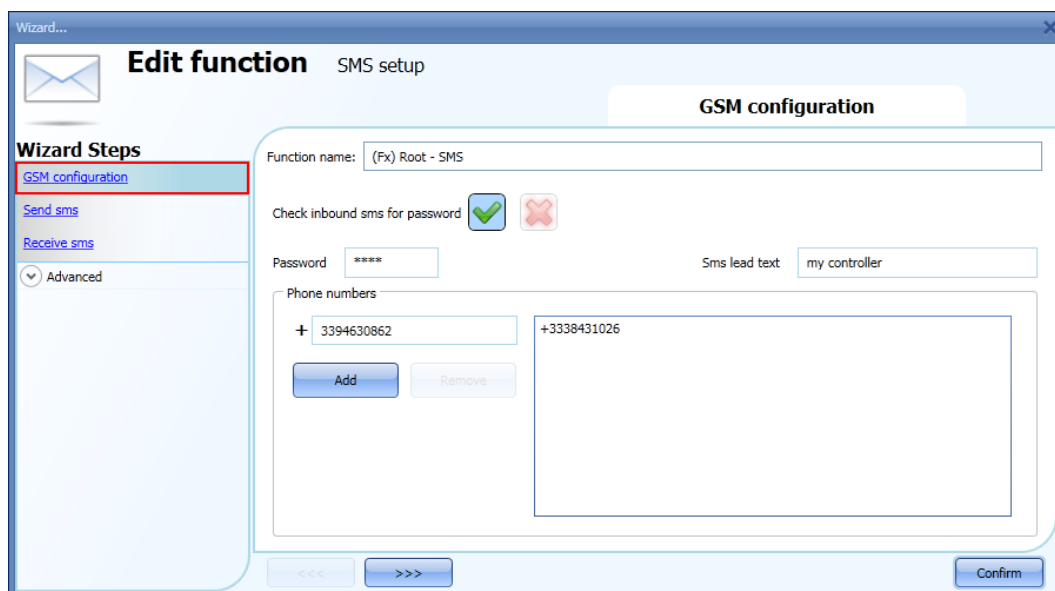 Wizard...
Edit function SMS setup
GSM configuration
Wizard Steps
GSM configuration
Send sms
Receive sms
Advanced
Function name: (Fx) Root - SMS
Check inbound sms for password
Password **** Sms lead text my controller
Phone numbers
+ 3394630862 +3338431026
Add Remove
<<< >>> Confirm